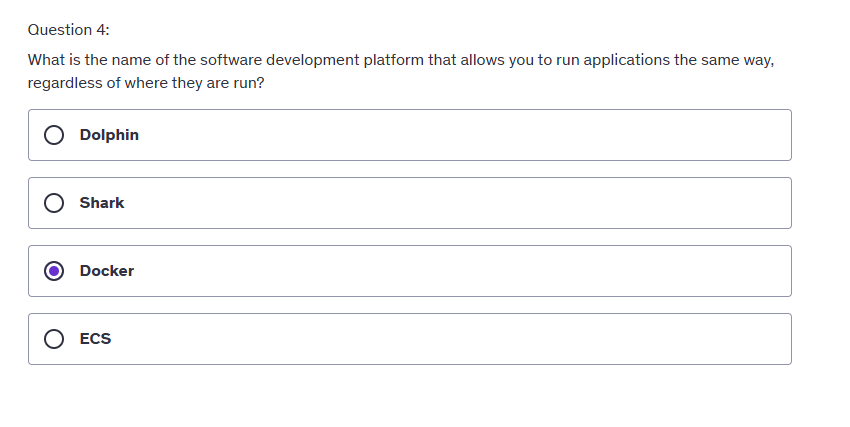 Question 4:
What is the name of the software development platform that allows you to run applications the same way,
regardless of where they are run?
Dolphin
Shark
Docker
ECS